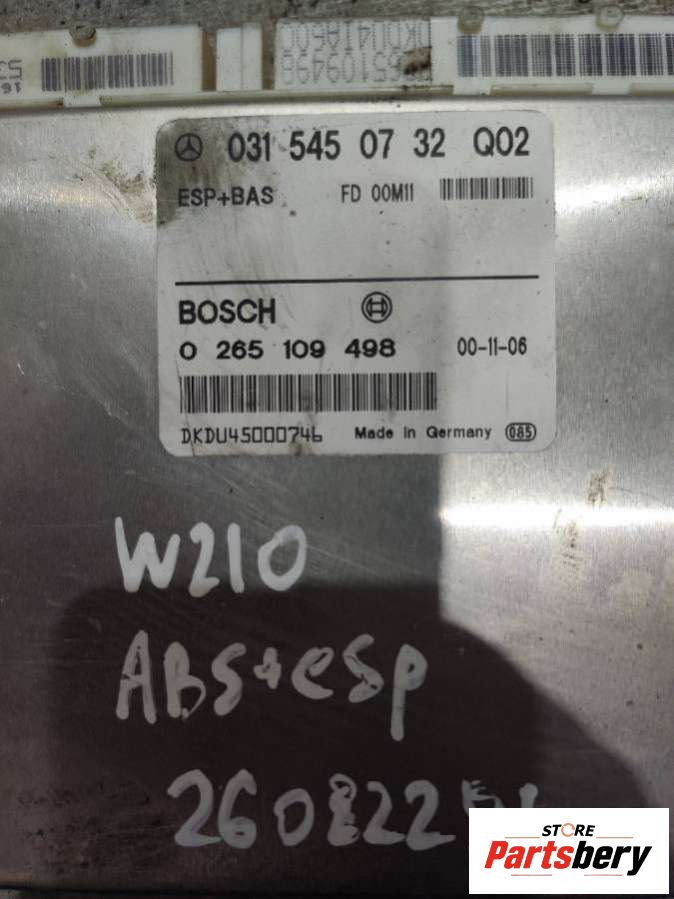 031 545 07 32 Q02
ESP+BAS FD 00M11
BOSCH
0 265 109 498 00-11-06
DKDU45000746 Made in Germany 085
W210
ABS+esp
260822
STORE
Partsbery